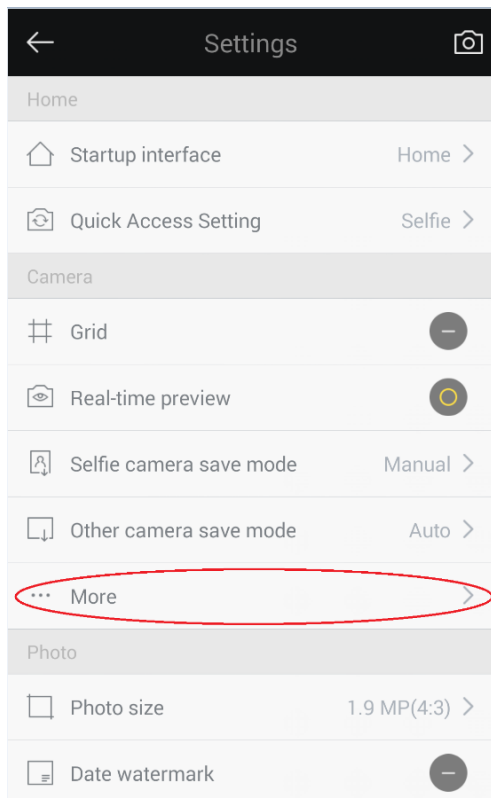 Settings
Home
Startup interface Home
Quick Access Setting Selfie
Camera
Grid
Real-time preview
Selfie camera save mode Manual
Other camera save mode Auto
More
Photo
Photo size 1.9 MP(4:3)
Date watermark